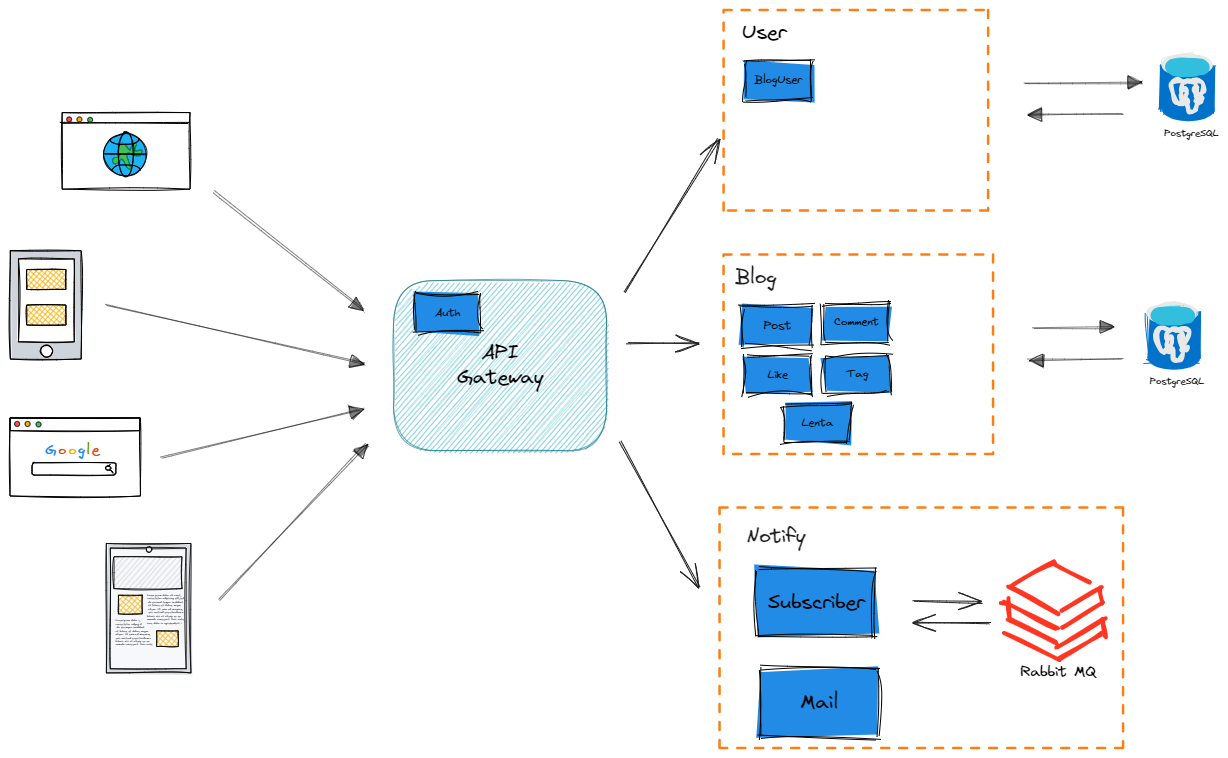 User
BlogUser
PostgreSQL
Google
Auth
API
Gateway
Blog
Post
Comment
Like
Tag
Lenta
PostgreSQL
Notify
Subscriber
Mail
Rabbit MQ